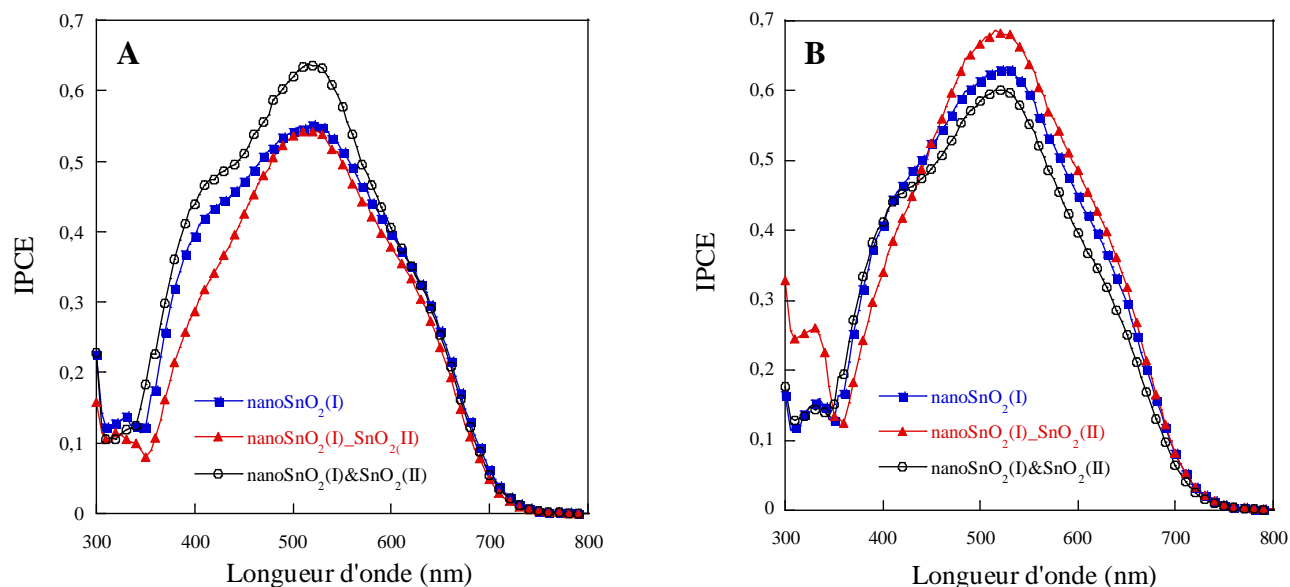 A
IPCE
0,7
0,6
0,5
0,4
0,3
0,2
0,1
0
nanoSnO₂(I)
nanoSnO₂(I)_SnO₂(II)
nanoSnO₂(I)&SnO₂(II)
300 400 500 600 700 800
Longueur d'onde (nm)
B
IPCE
0,7
0,6
0,5
0,4
0,3
0,2
0,1
0
nanoSnO₂(I)
nanoSnO₂(I)_SnO₂(II)
nanoSnO₂(I)&SnO₂(II)
300 400 500 600 700 800
Longueur d'onde (nm)